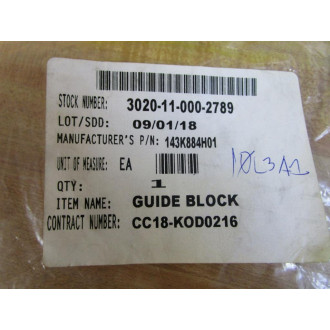 STOCK NUMBER: 3020-11-000-2789
LOT/SDD: 09/01/18
MANUFACTURER'S P/N: 143K884H01
UNIT OF MEASURE: EA
10L3A2
QTY: 1
ITEM NAME: GUIDE BLOCK
CONTRACT NUMBER: CC18-KOD0216